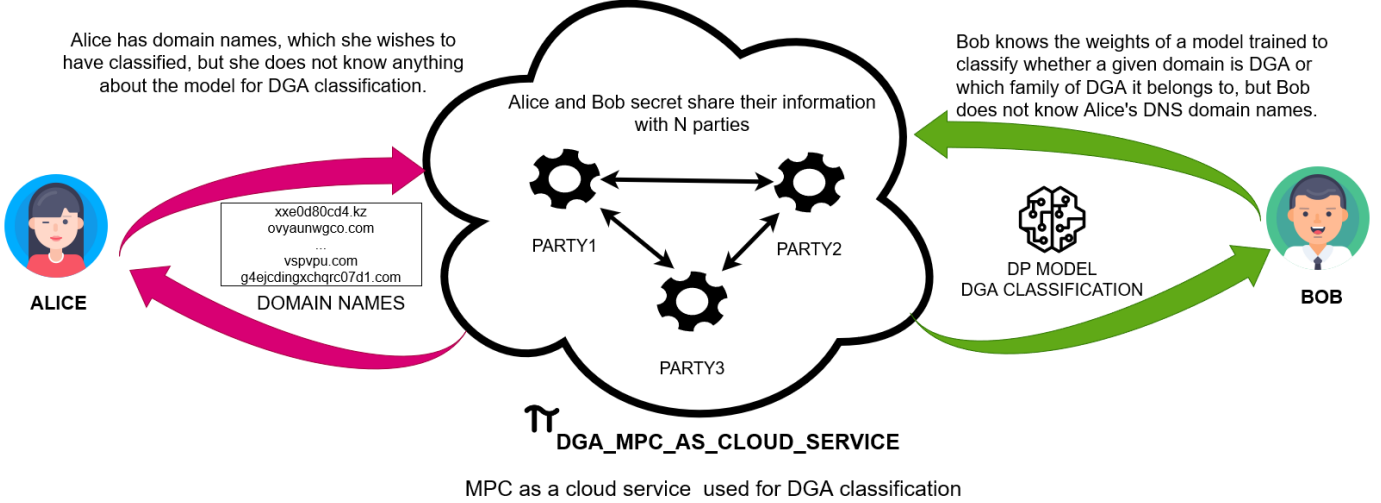 Alice has domain names, which she wishes to
have classified, but she does not know anything
about the model for DGA classification.
Alice and Bob secret share their information
with N parties
Bob knows the weights of a model trained to
classify whether a given domain is DGA or
which family of DGA it belongs to, but Bob
does not know Alice's DNS domain names.
xxe0d80cd4.kz
ovyaunwgco.com
...
vspvpu.com
g4ejcdingxchqrc07d1.com
DOMAIN NAMES
ALICE
PARTY1
PARTY2
PARTY3
DP MODEL
DGA CLASSIFICATION
BOB
π DGA_MPC_AS_CLOUD_SERVICE
MPC as a cloud service used for DGA classification